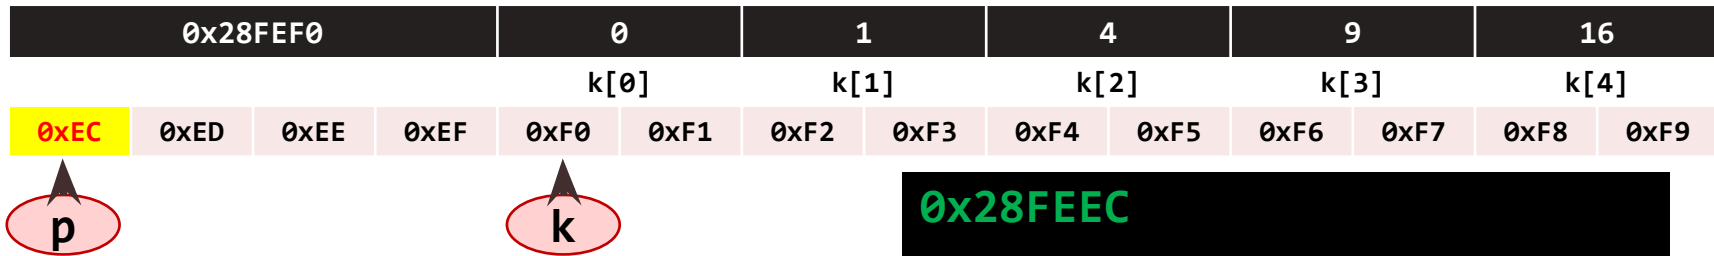 0x28FEF0 0 1 4 9 16
k[0] k[1] k[2] k[3] k[4]
0xEC 0xED 0xEE 0xEF 0xF0 0xF1 0xF2 0xF3 0xF4 0xF5 0xF6 0xF7 0xF8 0xF9
p k
0x28FEEC